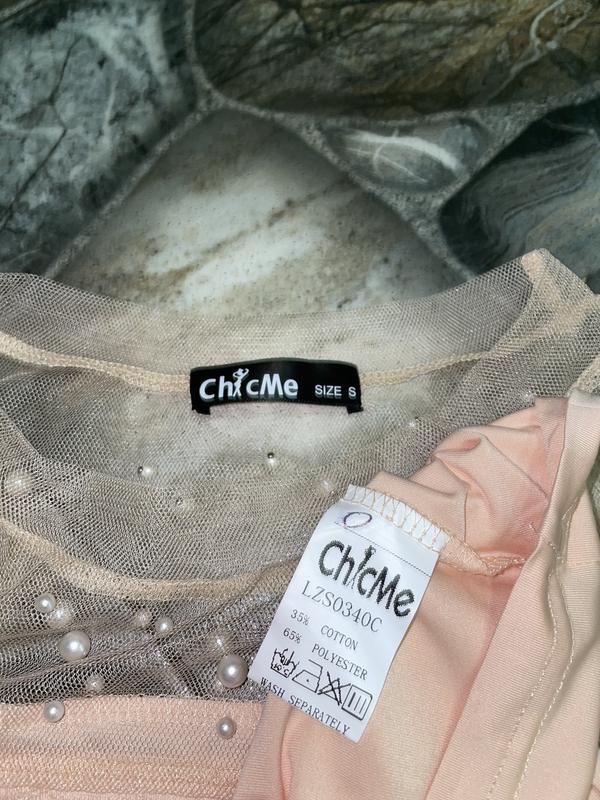 ChicMe SIZE S
ChicMe
LZS0340C
35% COTTON
65% POLYESTER
WASH SEPARATELY